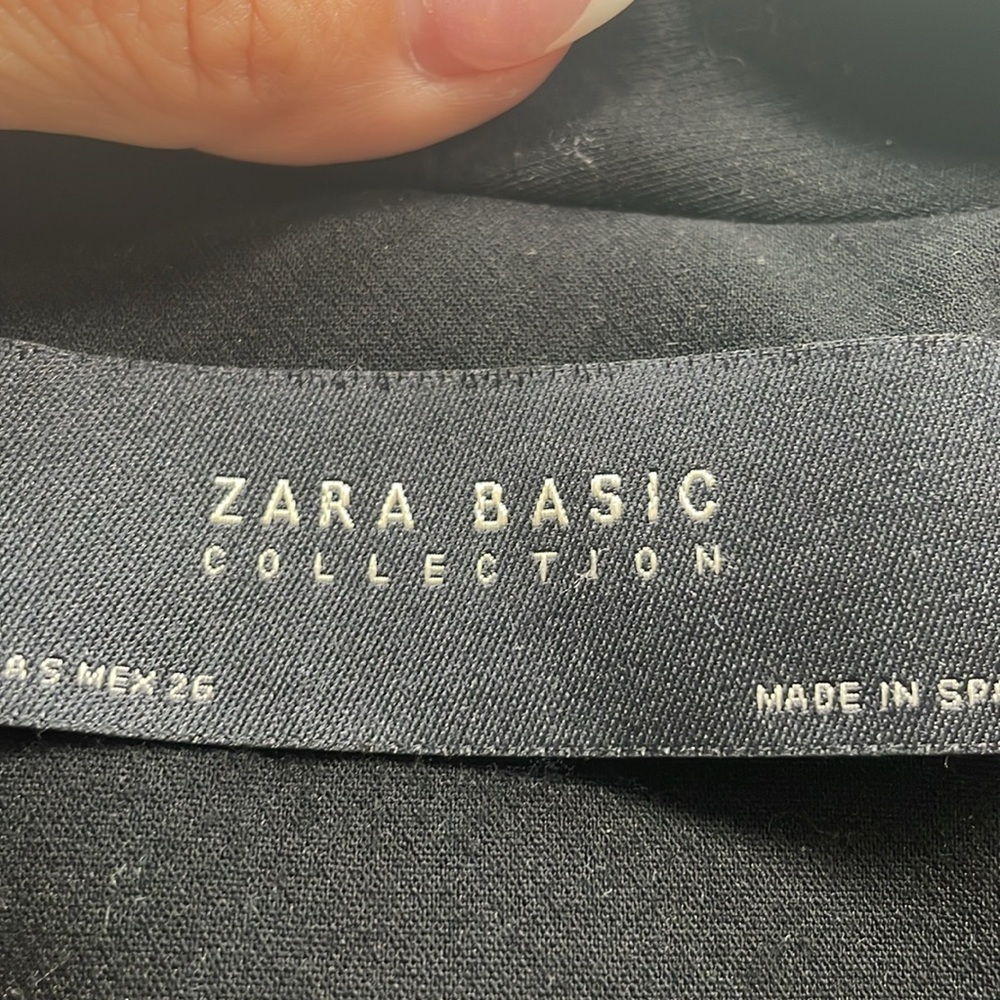 ZARA BASIC
COLLECTION
MEX 26
MADE IN